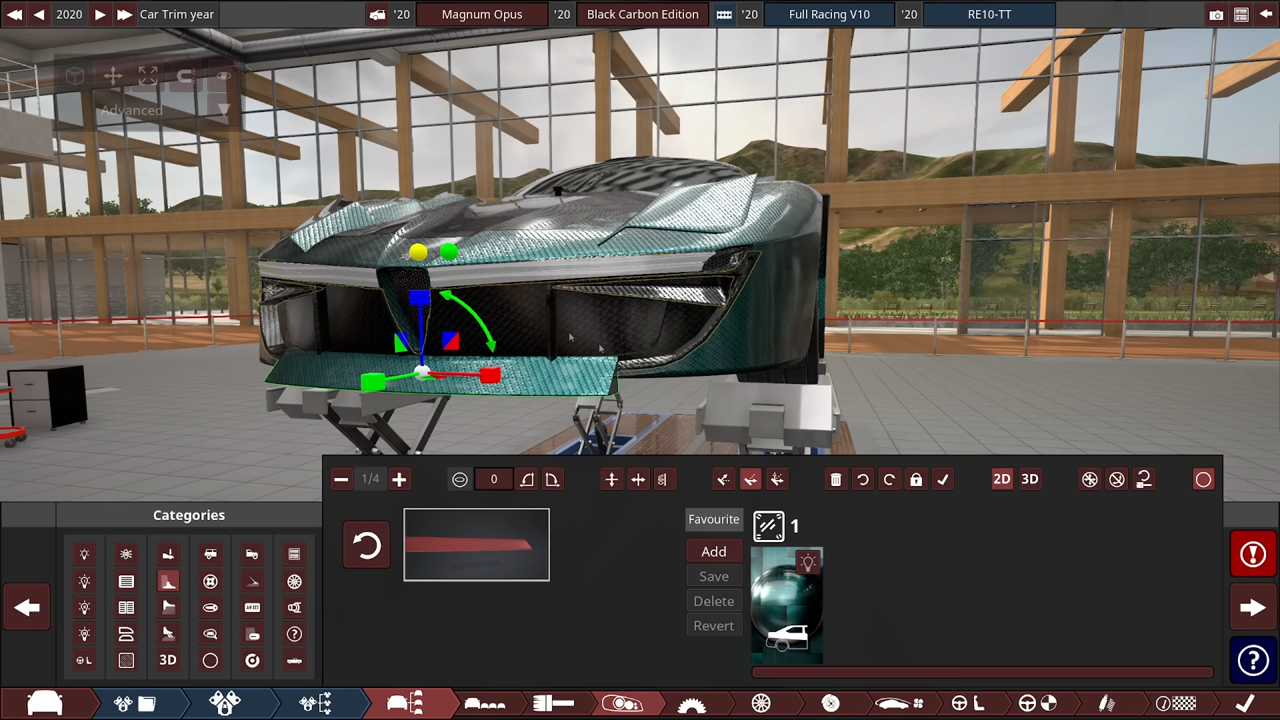 2020 Car Trim year '20 Magnum Opus '20 Black Carbon Edition '20 Full Racing V10 '20 RE10-TT
Advanced
1/4 0 2D 3D
Categories
Favourite 1
Add
Save
Delete
Revert
3D